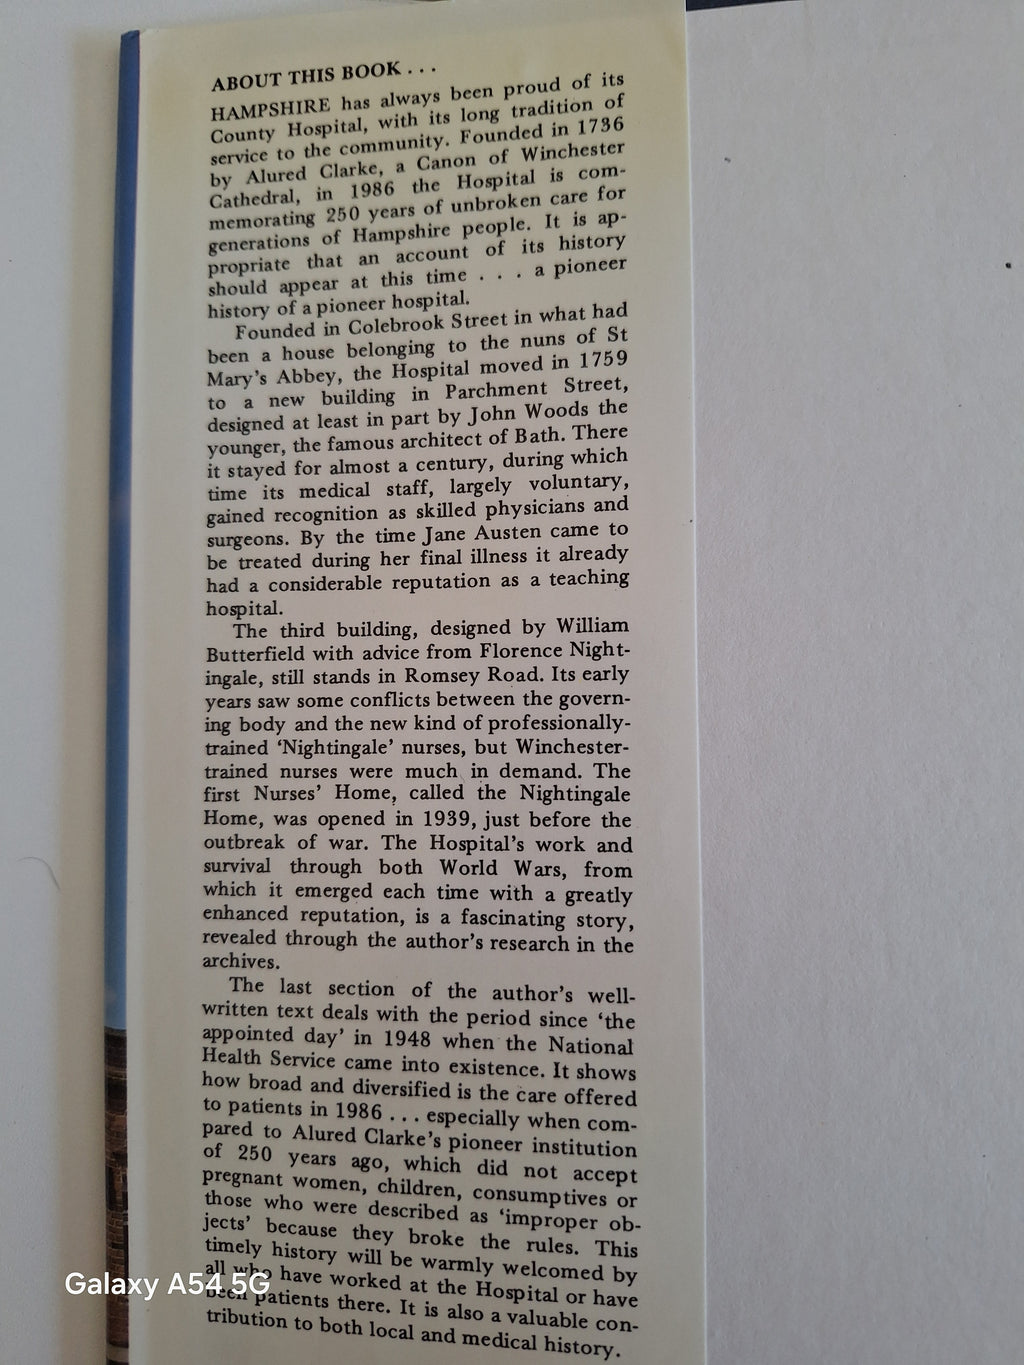 ABOUT THIS BOOK . . .
HAMPSHIRE has always been proud of its
County Hospital, with its long tradition of
service to the community. Founded in 1736
by Alured Clarke, a Canon of Winchester
Cathedral, in 1986 the Hospital is com-
memorating 250 years of unbroken care for
generations of Hampshire people. It is ap-
propriate that an account of its history
should appear at this time . . . a pioneer
history of a pioneer hospital.
Founded in Colebrook Street in what had
been a house belonging to the nuns of St
Mary's Abbey, the Hospital moved in 1759
to a new building in Parchment Street,
designed at least in part by John Woods the
younger, the famous architect of Bath. There
it stayed for almost a century, during which
time its medical staff, largely voluntary,
gained recognition as skilled physicians and
surgeons. By the time Jane Austen came to
be treated during her final illness it already
had a considerable reputation as a teaching
hospital.
The third building, designed by William
Butterfield with advice from Florence Night-
ingale, still stands in Romsey Road. Its early
years saw some conflicts between the govern-
ing body and the new kind of professionally-
trained ‘Nightingale’ nurses, but Winchester-
trained nurses were much in demand. The
first Nurses’ Home, called the Nightingale
Home, was opened in 1939, just before the
outbreak of war. The Hospital's work and
survival through both World Wars, from
which it emerged each time with a greatly
enhanced reputation, is a fascinating story,
revealed through the author's research in the
archives.
The last section of the author's well-
written text deals with the period since ‘the
appointed day’ in 1948 when the National
Health Service came into existence. It shows
how broad and diversified is the care offered
to patients in 1986 . . . especially when com-
pared to Alured Clarke's pioneer institution
of 250 years ago, which did not accept
pregnant women, children, consumptives or
those who were described as ‘improper ob-
jects’ because they broke the rules. This
timely history will be warmly welcomed by
all who have worked at the Hospital or have
been patients there. It is also a valuable con-
tribution to both local and medical history.
Galaxy A54 5G